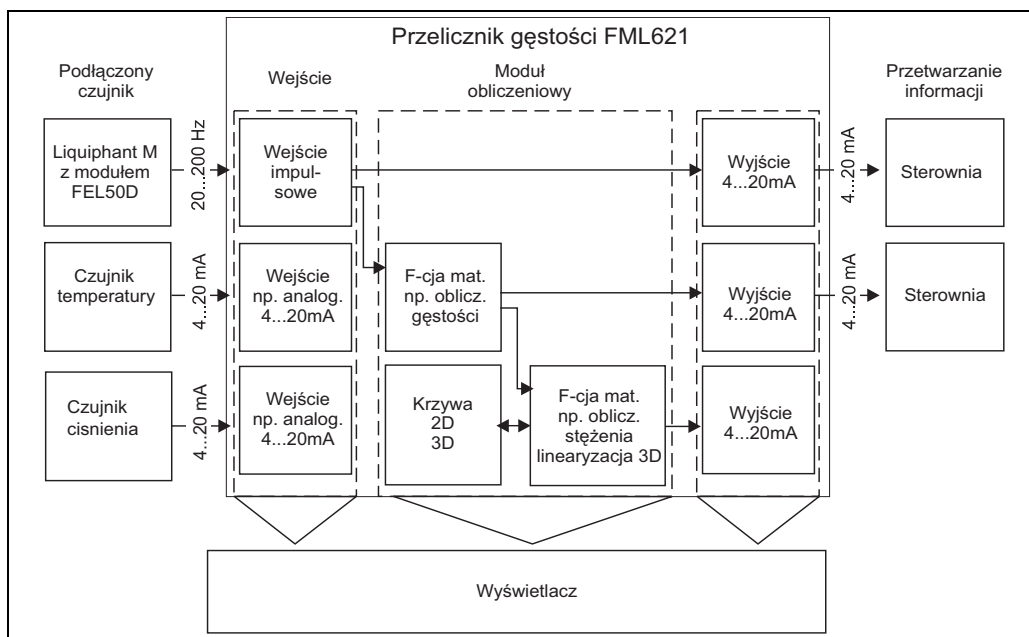 Przelicznik gęstości FML621
Podłączony
czujnik
Wejście
Moduł
obliczeniowy
Przetwarzanie
informacji
Liquiphant M
z modułem
FEL50D
20...200 Hz
Wejście
impul-
sowe
Wyjście
4...20mA
4...20 mA
Sterownia
Czujnik
temperatury
4...20 mA
Wejście
np. analog.
4...20mA
F-cja mat.
np. oblicz.
gęstości
Wyjście
4...20mA
4...20 mA
Sterownia
Czujnik
cisnienia
4...20 mA
Wejście
np. analog.
4...20mA
Krzywa
2D
3D
F-cja mat.
np. oblicz.
stężenia
linearyzacja 3D
Wyjście
4...20mA
Wyświetlacz